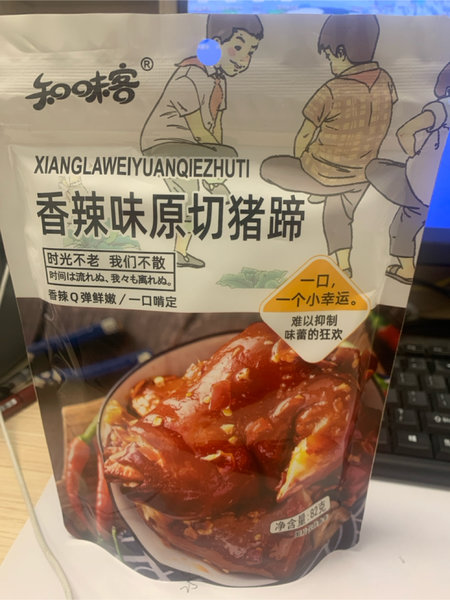 知味客®
XIANGLAWEIYUANQIEZHUTI
香辣味原切猪蹄
时光不老 我们不散
时间は流れぬ、我々も离れぬ。
香辣Q弹鲜嫩/一口啃定
一口,
一个小幸运。
难以抑制
味蕾的狂欢
净含量:82克